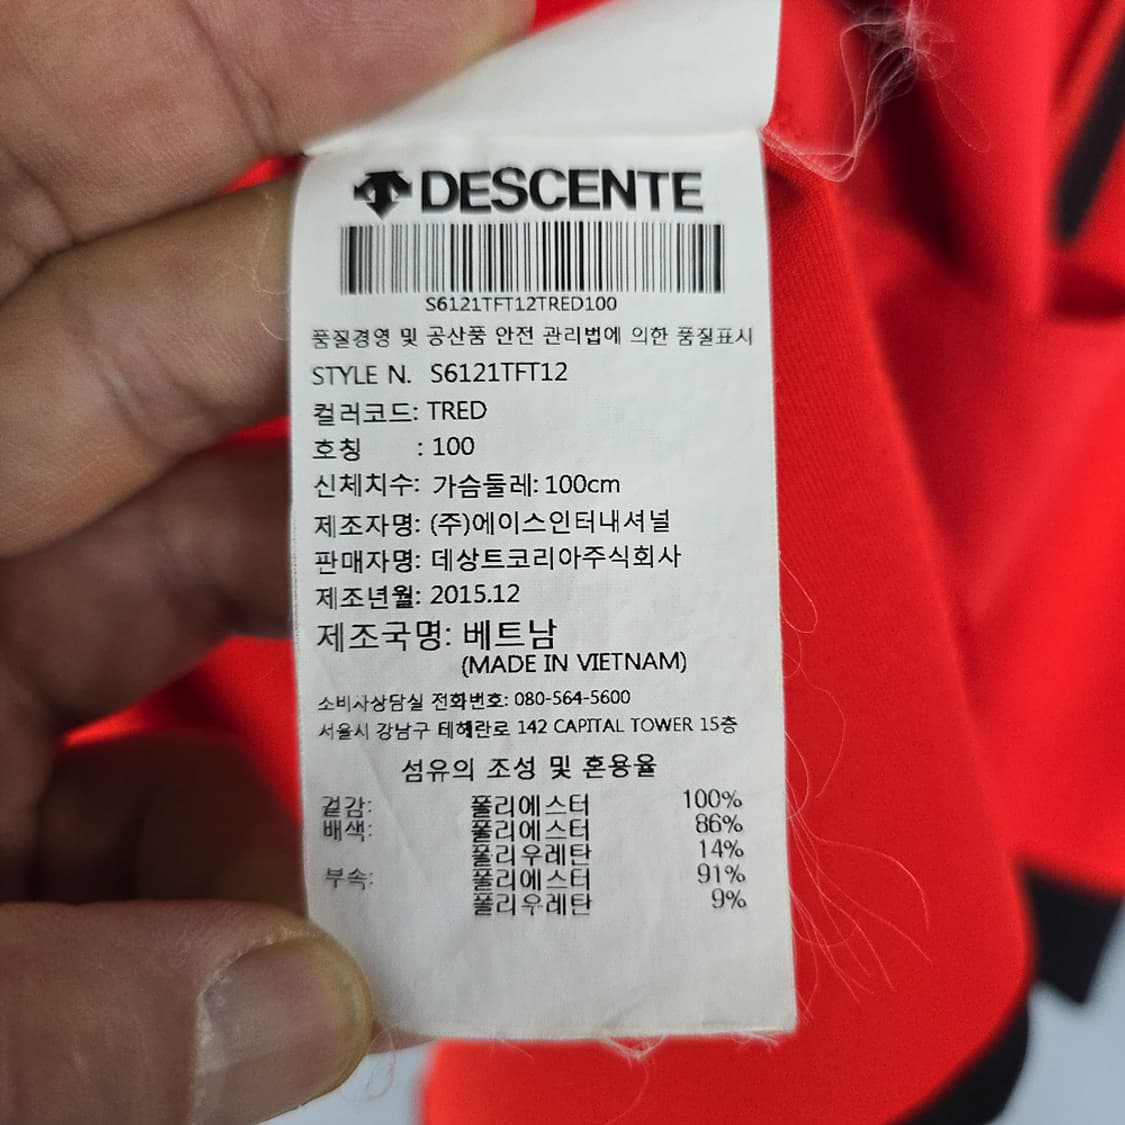 DESCENTE
S6121TFT12TRED100
품질경영 및 공산품 안전 관리법에 의한 품질표시
STYLE N. S6121TFT12
컬러코드: TRED
호칭 : 100
신체치수: 가슴둘레: 100cm
제조자명: (주)에이스인터내셔널
판매자명: 데상트코리아주식회사
제조년월: 2015.12
제조국명: 베트남
(MADE IN VIETNAM)
소비자상담실 전화번호: 080-564-5600
서울시 강남구 테헤란로 142 CAPITAL TOWER 15층
섬유의 조성 및 혼용율
겉감: 폴리에스터 100%
배색: 폴리에스터 86%
폴리우레탄 14%
부속: 폴리에스터 91%
폴리우레탄 9%